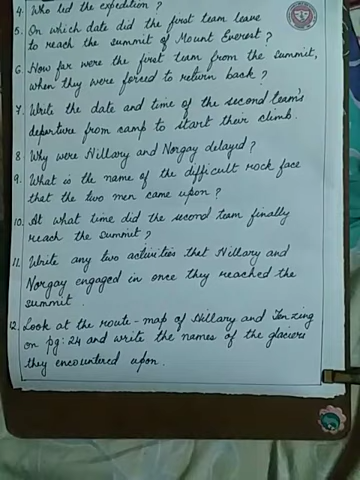 4. Who led the expedition?
5. On which date did the first team leave
to reach the summit of Mount Everest?
6. How far were the first team from the summit,
when they were forced to return back?
7. Write the date and time of the second team's
departure from camp to start their climb.
8. Why were Hillary and Norgay delayed?
9. What is the name of the difficult rock face
that the two men came upon?
10. At what time did the second team finally
reach the summit?
11. Write any two activities that Hillary and
Norgay engaged in once they reached the
summit.
12. Look at the route-map of Hillary and Tenzing
on pg: 24 and write the names of the glaciers
they encountered upon.